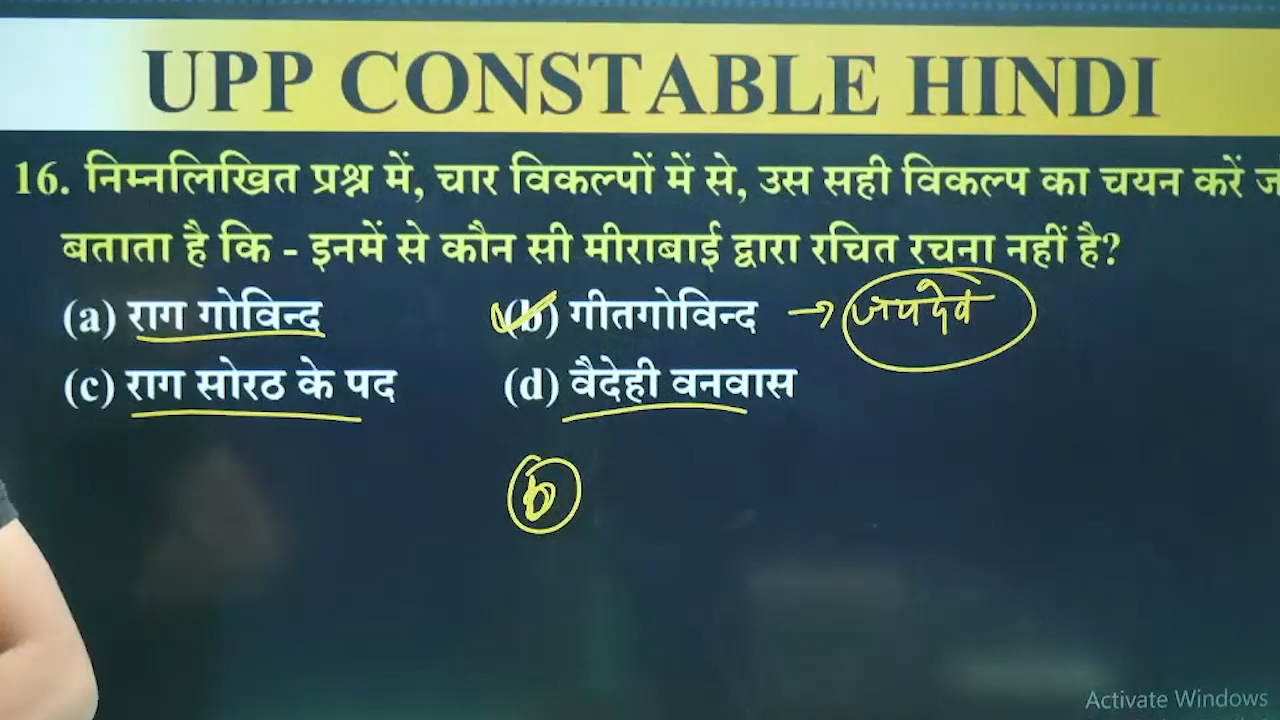 UPP CONSTABLE HINDI
16. निम्नलिखित प्रश्न में, चार विकल्पों में से, उस सही विकल्प का चयन करें ज
बताता है कि - इनमें से कौन सी मीराबाई द्वारा रचित रचना नहीं है?
(a) राग गोविन्द (b) गीतगोविन्द → जयदेव
(c) राग सोरठ के पद (d) वैदेही वनवास
b
Activate Windows